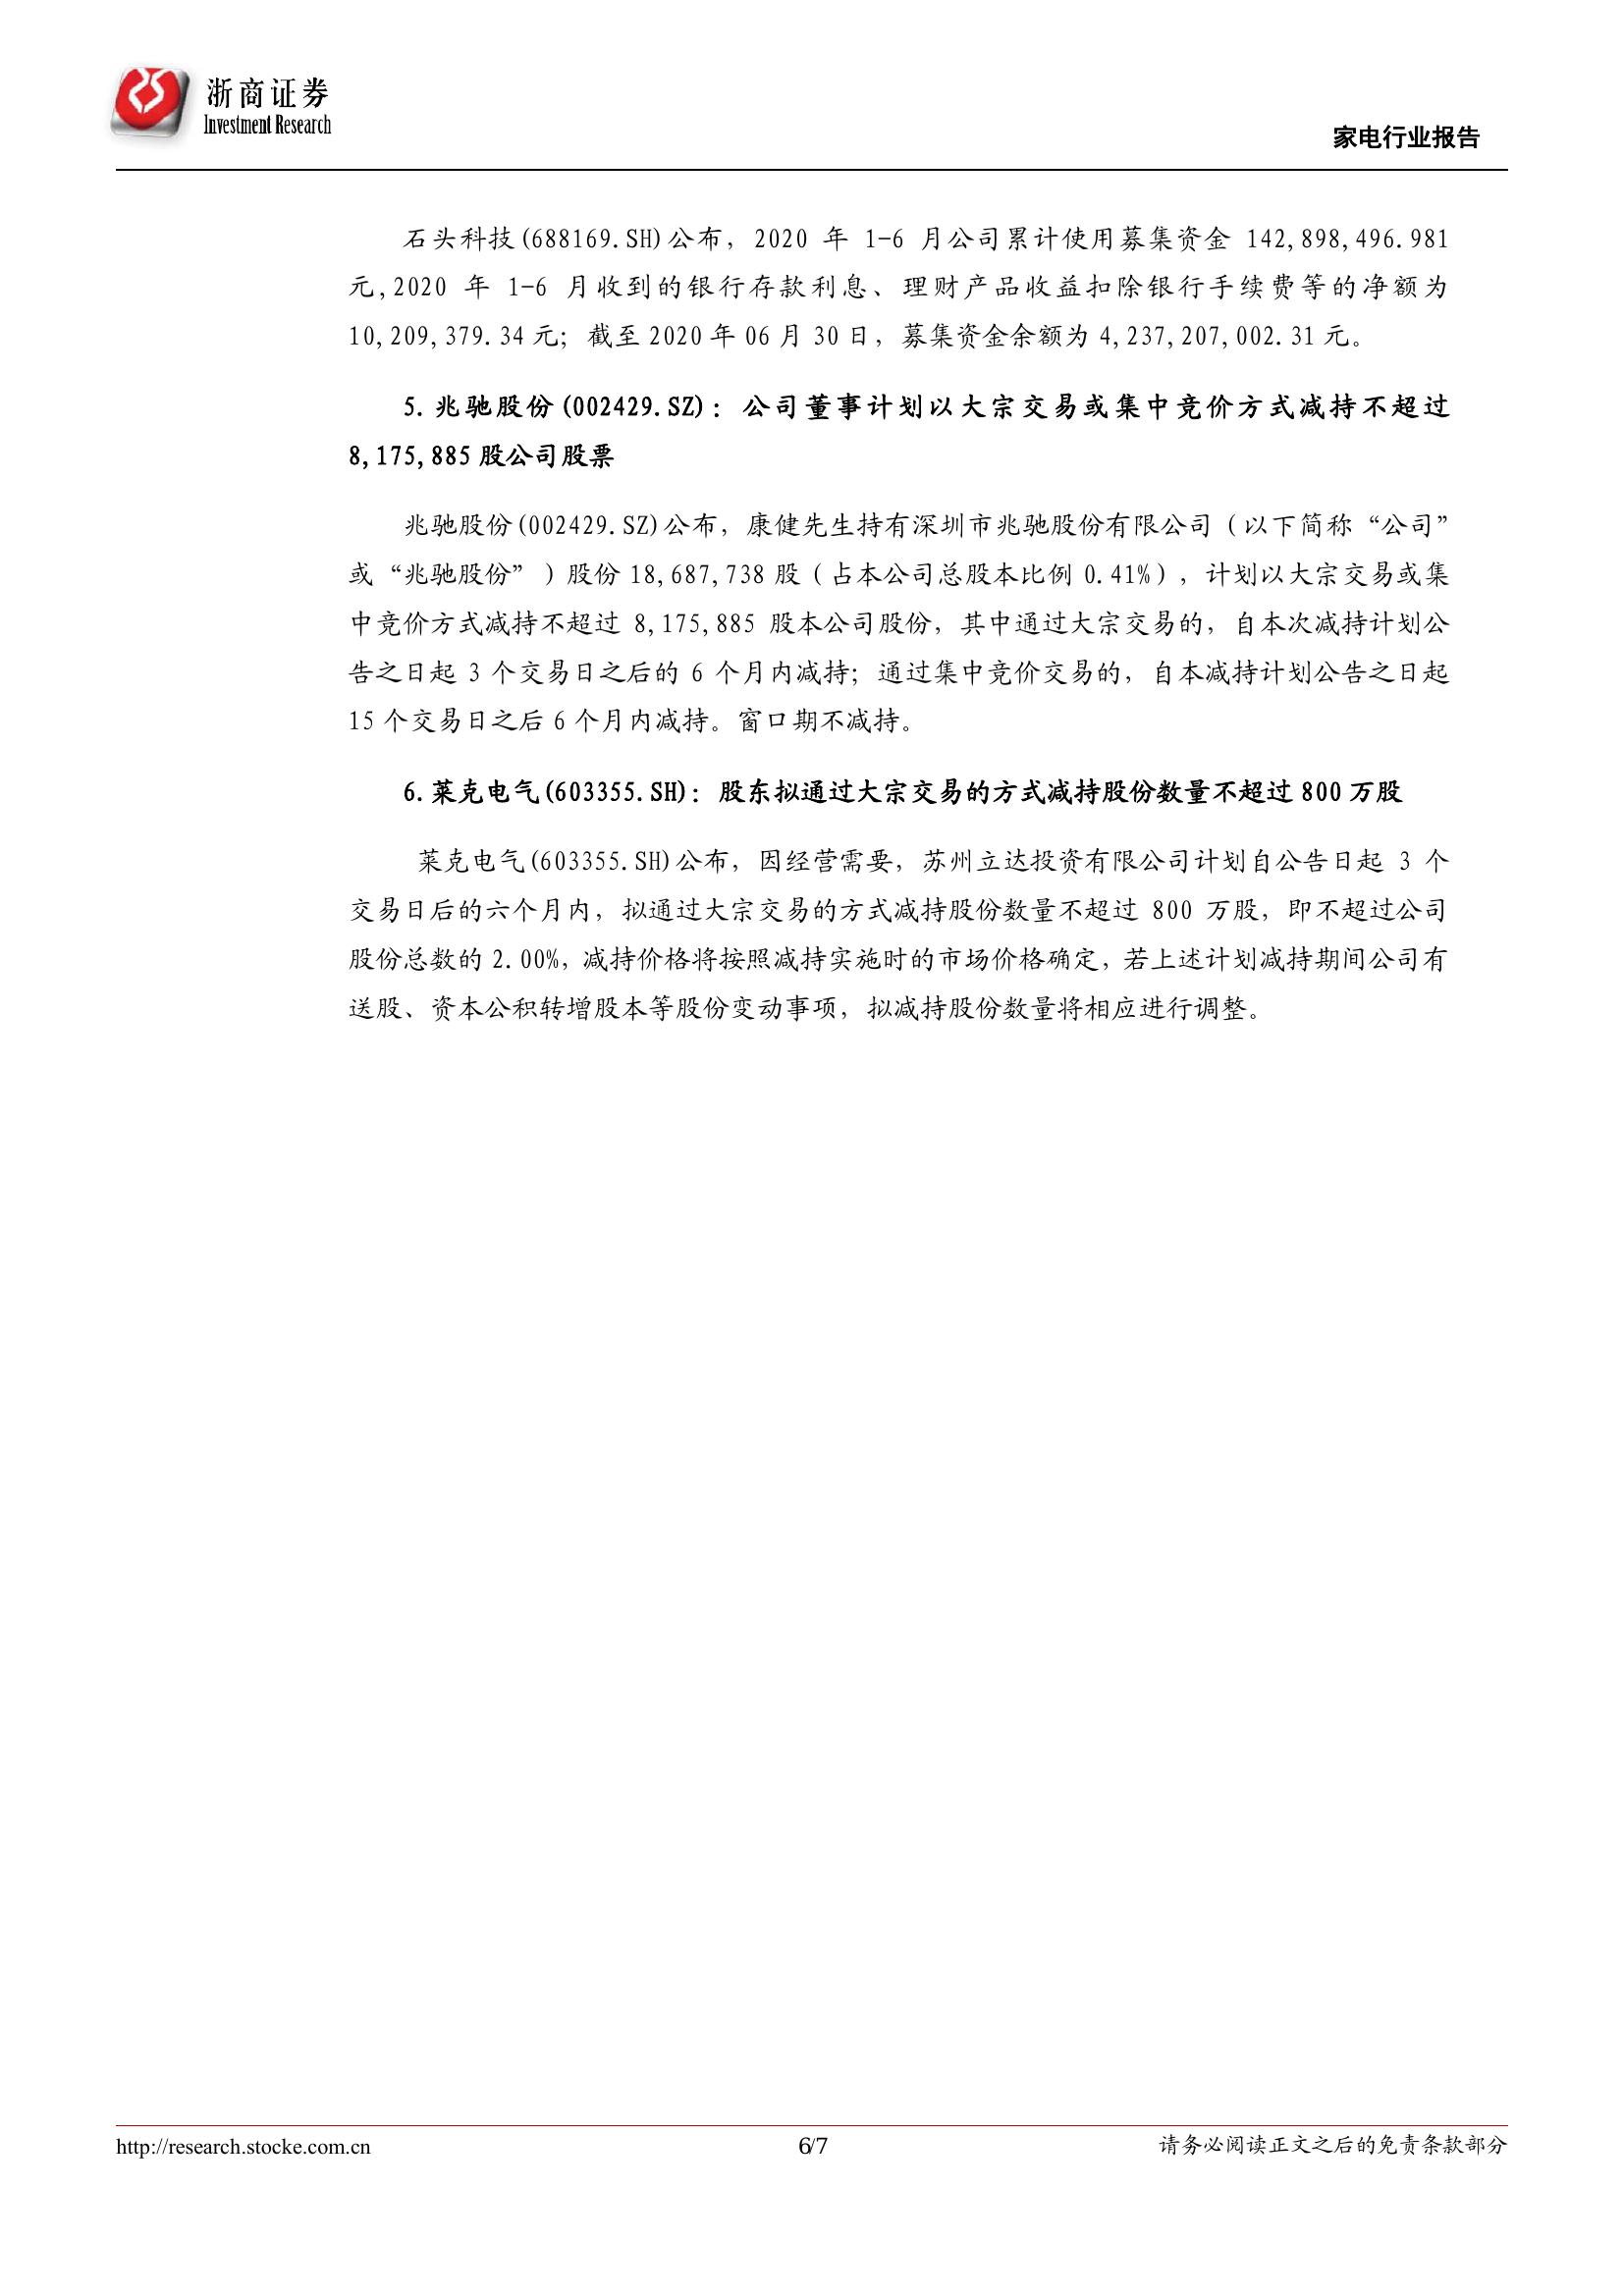 浙商证券
Investment Research
家电行业报告
石头科技(688169.SH)公布，2020 年 1-6 月公司累计使用募集资金 142,898,496.981
元,2020 年 1-6 月收到的银行存款利息、理财产品收益扣除银行手续费等的净额为
10,209,379.34 元；截至 2020 年 06 月 30 日，募集资金余额为 4,237,207,002.31 元。
5. 兆驰股份(002429.SZ)：公司董事计划以大宗交易或集中竞价方式减持不超过
8,175,885 股公司股票
兆驰股份(002429.SZ)公布，康健先生持有深圳市兆驰股份有限公司（以下简称“公司”
或“兆驰股份”）股份 18,687,738 股（占本公司总股本比例 0.41%），计划以大宗交易或集
中竞价方式减持不超过 8,175,885 股本公司股份，其中通过大宗交易的，自本次减持计划公
告之日起 3 个交易日之后的 6 个月内减持；通过集中竞价交易的，自本减持计划公告之日起
15 个交易日之后 6 个月内减持。窗口期不减持。
6. 莱克电气(603355.SH)：股东拟通过大宗交易的方式减持股份数量不超过 800 万股
莱克电气(603355.SH)公布，因经营需要，苏州立达投资有限公司计划自公告日起 3 个
交易日后的六个月内，拟通过大宗交易的方式减持股份数量不超过 800 万股，即不超过公司
股份总数的 2.00%，减持价格将按照减持实施时的市场价格确定，若上述计划减持期间公司有
送股、资本公积转增股本等股份变动事项，拟减持股份数量将相应进行调整。
http://research.stocke.com.cn
6/7
请务必阅读正文之后的免责条款部分